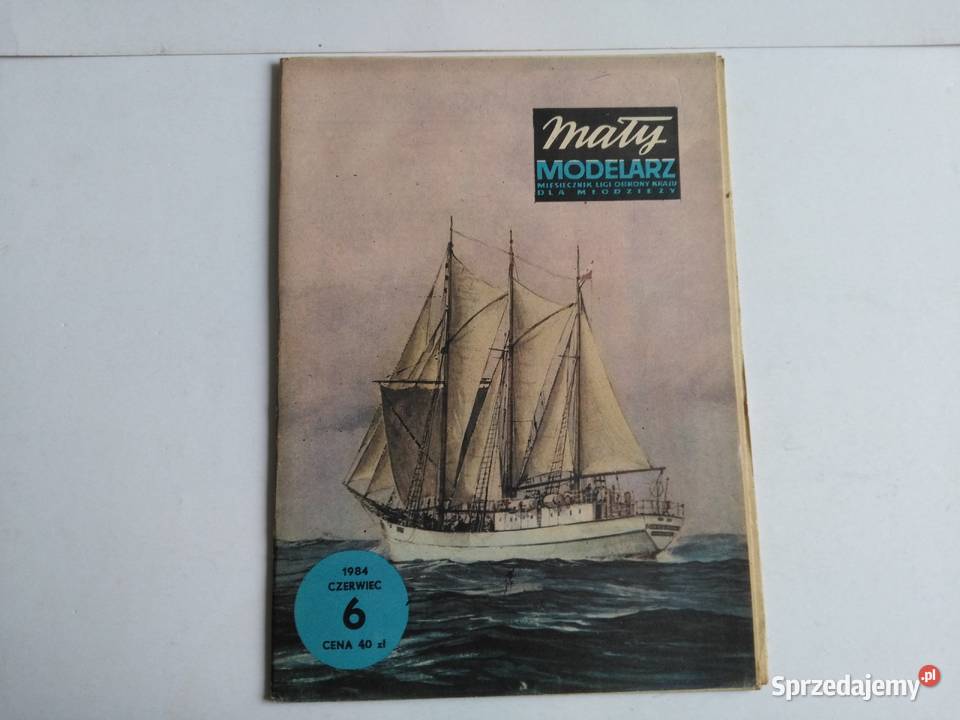 Mały
MODELARZ
MIESIĘCZNIK LIGI OBRONY KRAJU
DLA MŁODZIEŻY
1984
CZERWIEC
6
CENA 40 zł
Sprzedajemy.pl